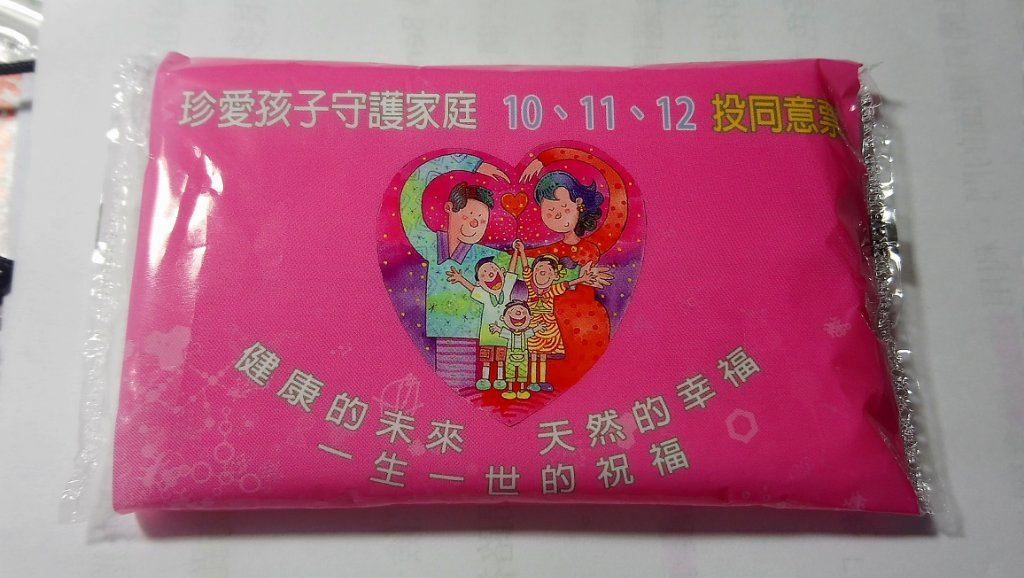 珍愛孩子守護家庭 10、11、12 投同意票
健康的未來 天然的幸福
一生一世的祝福